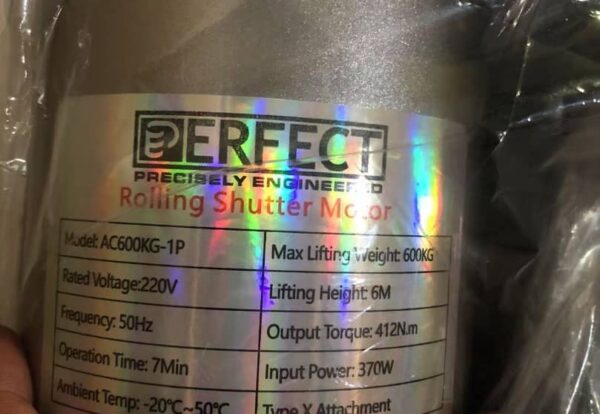 PERFECT
PRECISELY ENGINEERED
Rolling Shutter Motor
Model: AC600KG-1P Max Lifting Weight: 600KG
Rated Voltage:220V Lifting Height: 6M
Frequency: 50Hz Output Torque: 412N.m
Operation Time: 7Min Input Power: 370W
Ambient Temp: -20℃~50℃ Type X Attachment